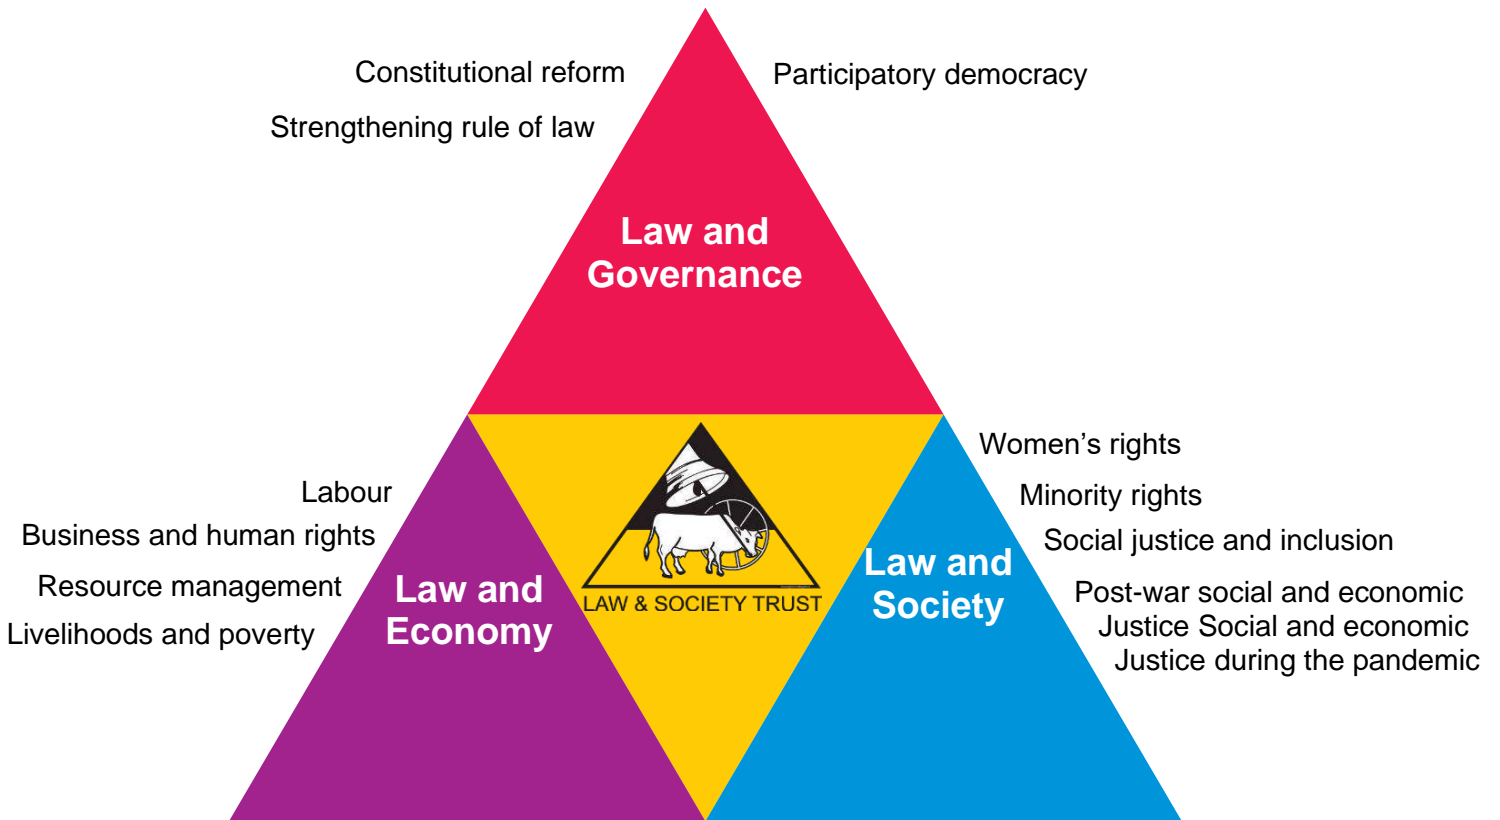 Constitutional reform
Participatory democracy
Strengthening rule of law
Law and
Governance
Labour
Business and human rights
Resource management
Livelihoods and poverty
Law and
Economy
LAW & SOCIETY TRUST
Law and
Society
Women’s rights
Minority rights
Social justice and inclusion
Post-war social and economic
Justice Social and economic
Justice during the pandemic